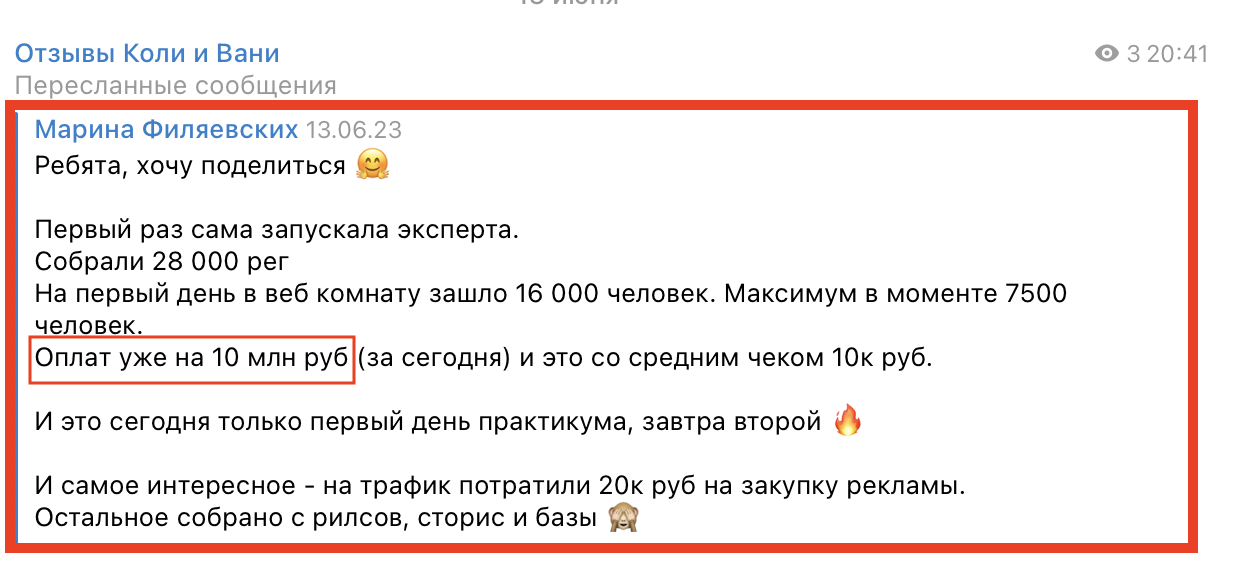 Отзывы Коли и Вани
3 20:41
Пересланные сообщения
Марина Филяевских 13.06.23
Ребята, хочу поделиться 🤗
Первый раз сама запускала эксперта.
Собрали 28 000 рег
На первый день в веб комнату зашло 16 000 человек. Максимум в моменте 7500
человек.
Оплат уже на 10 млн руб (за сегодня) и это со средним чеком 10к руб.
И это сегодня только первый день практикума, завтра второй 🔥
И самое интересное - на трафик потратили 20к руб на закупку рекламы.
Остальное собрано с рилсов, сторис и базы 🙈